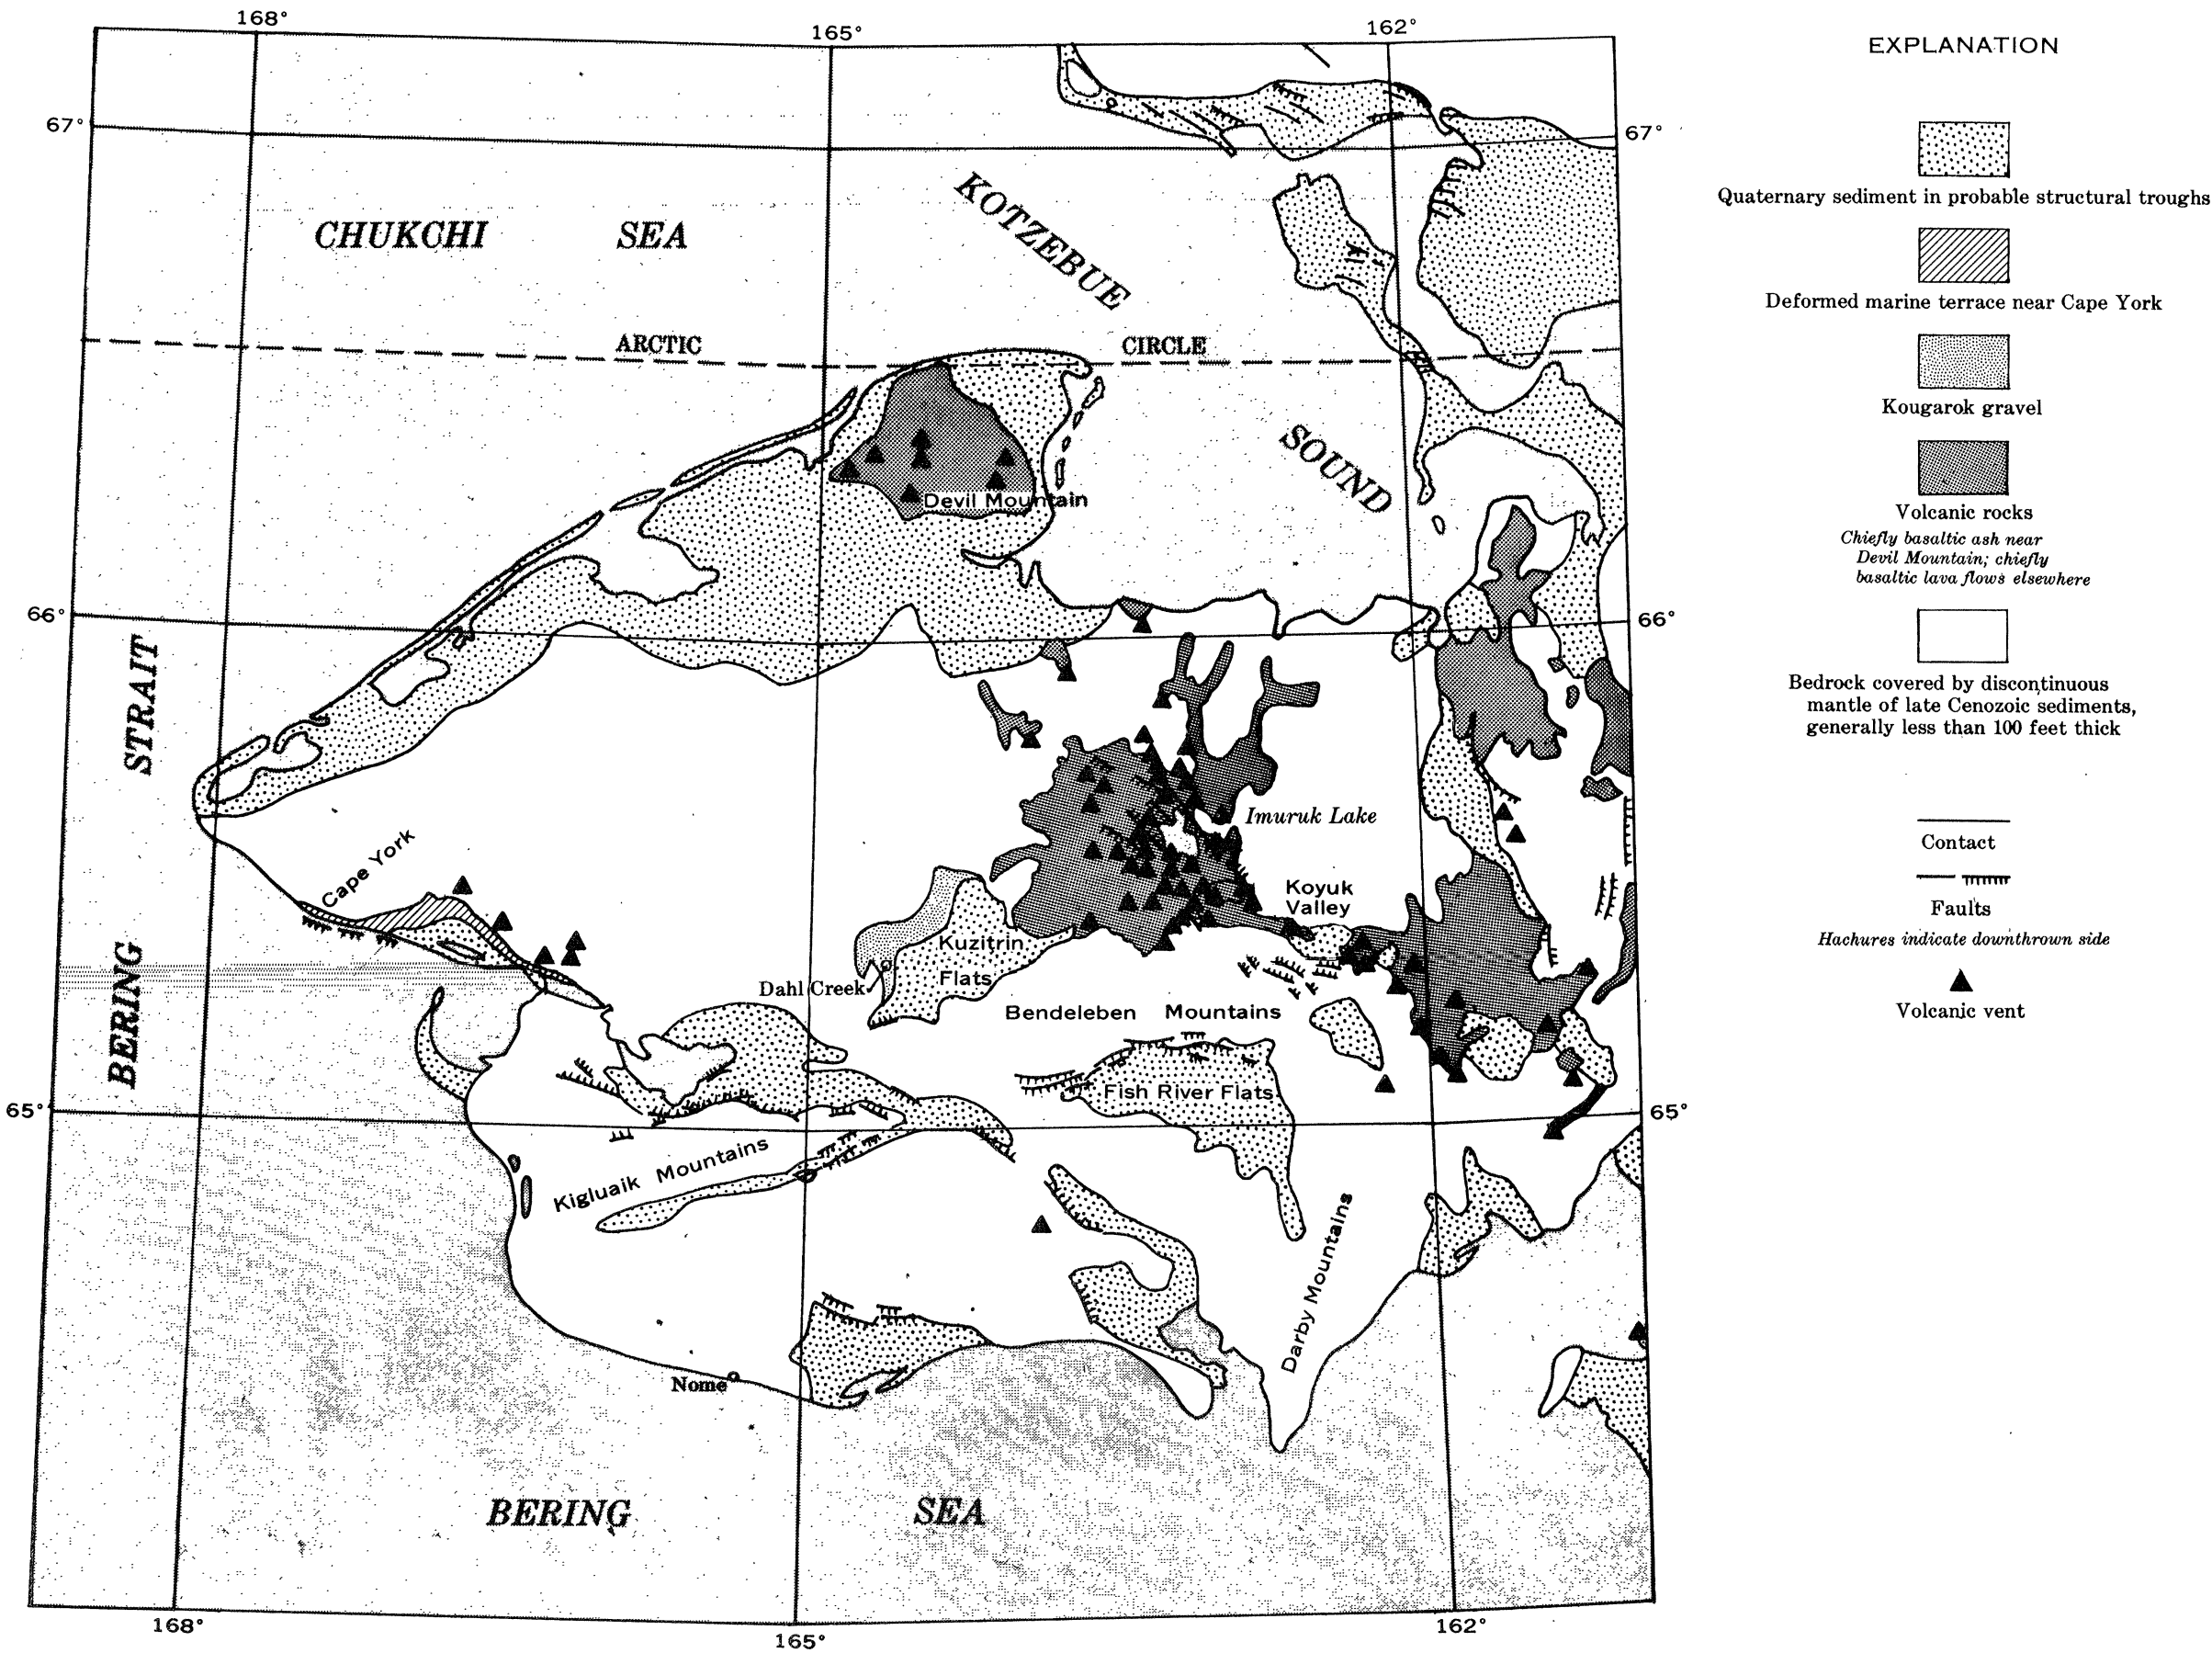 168°
165°
162°
EXPLANATION
67°
67°
Quaternary sediment in probable structural troughs
CHUKCHI SEA
KOTZEBUE
Deformed marine terrace near Cape York
ARCTIC CIRCLE
Kougarok gravel
SOUND
Devil Mountain
Volcanic rocks
Chiefly basaltic ash near
Devil Mountain; chiefly
basaltic lava flows elsewhere
66°
66°
Bedrock covered by discontinuous
mantle of late Cenozoic sediments,
generally less than 100 feet thick
STRAIT
Imuruk Lake
Contact
Cape York
Koyuk
Valley
Faults
Hachures indicate downthrown side
Kuzitrin
Flats
Dahl Creek
BERING
Bendeleben Mountains
Volcanic vent
Fish River Flats
65°
65°
Kigluaik Mountains
Darby Mountains
Nome
BERING SEA
168°
165°
162°